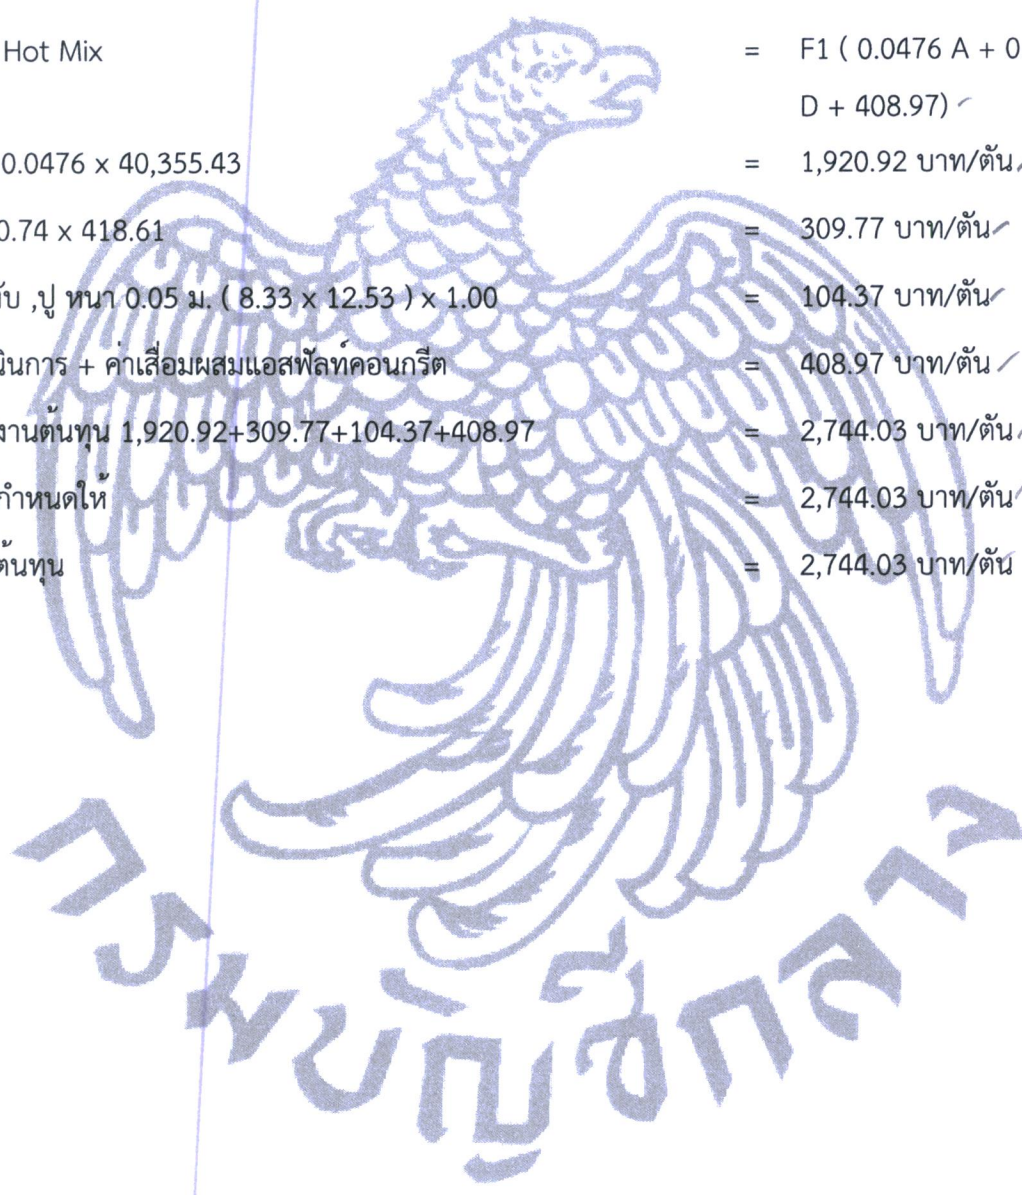 Hot Mix = F1 ( 0.0476 A + 0
D + 408.97)
0.0476 x 40,355.43 = 1,920.92 บาท/ตัน
0.74 x 418.61 = 309.77 บาท/ตัน
,ปู หนา 0.05 ม. ( 8.33 x 12.53 ) x 1.00 = 104.37 บาท/ตัน
นินการ + ค่าเสื่อมผสมแอสฟัลท์คอนกรีต = 408.97 บาท/ตัน
งานต้นทุน 1,920.92+309.77+104.37+408.97 = 2,744.03 บาท/ตัน
กำหนดให้ = 2,744.03 บาท/ตัน
ต้นทุน = 2,744.03 บาท/ตัน
กรมบัญชีกลาง